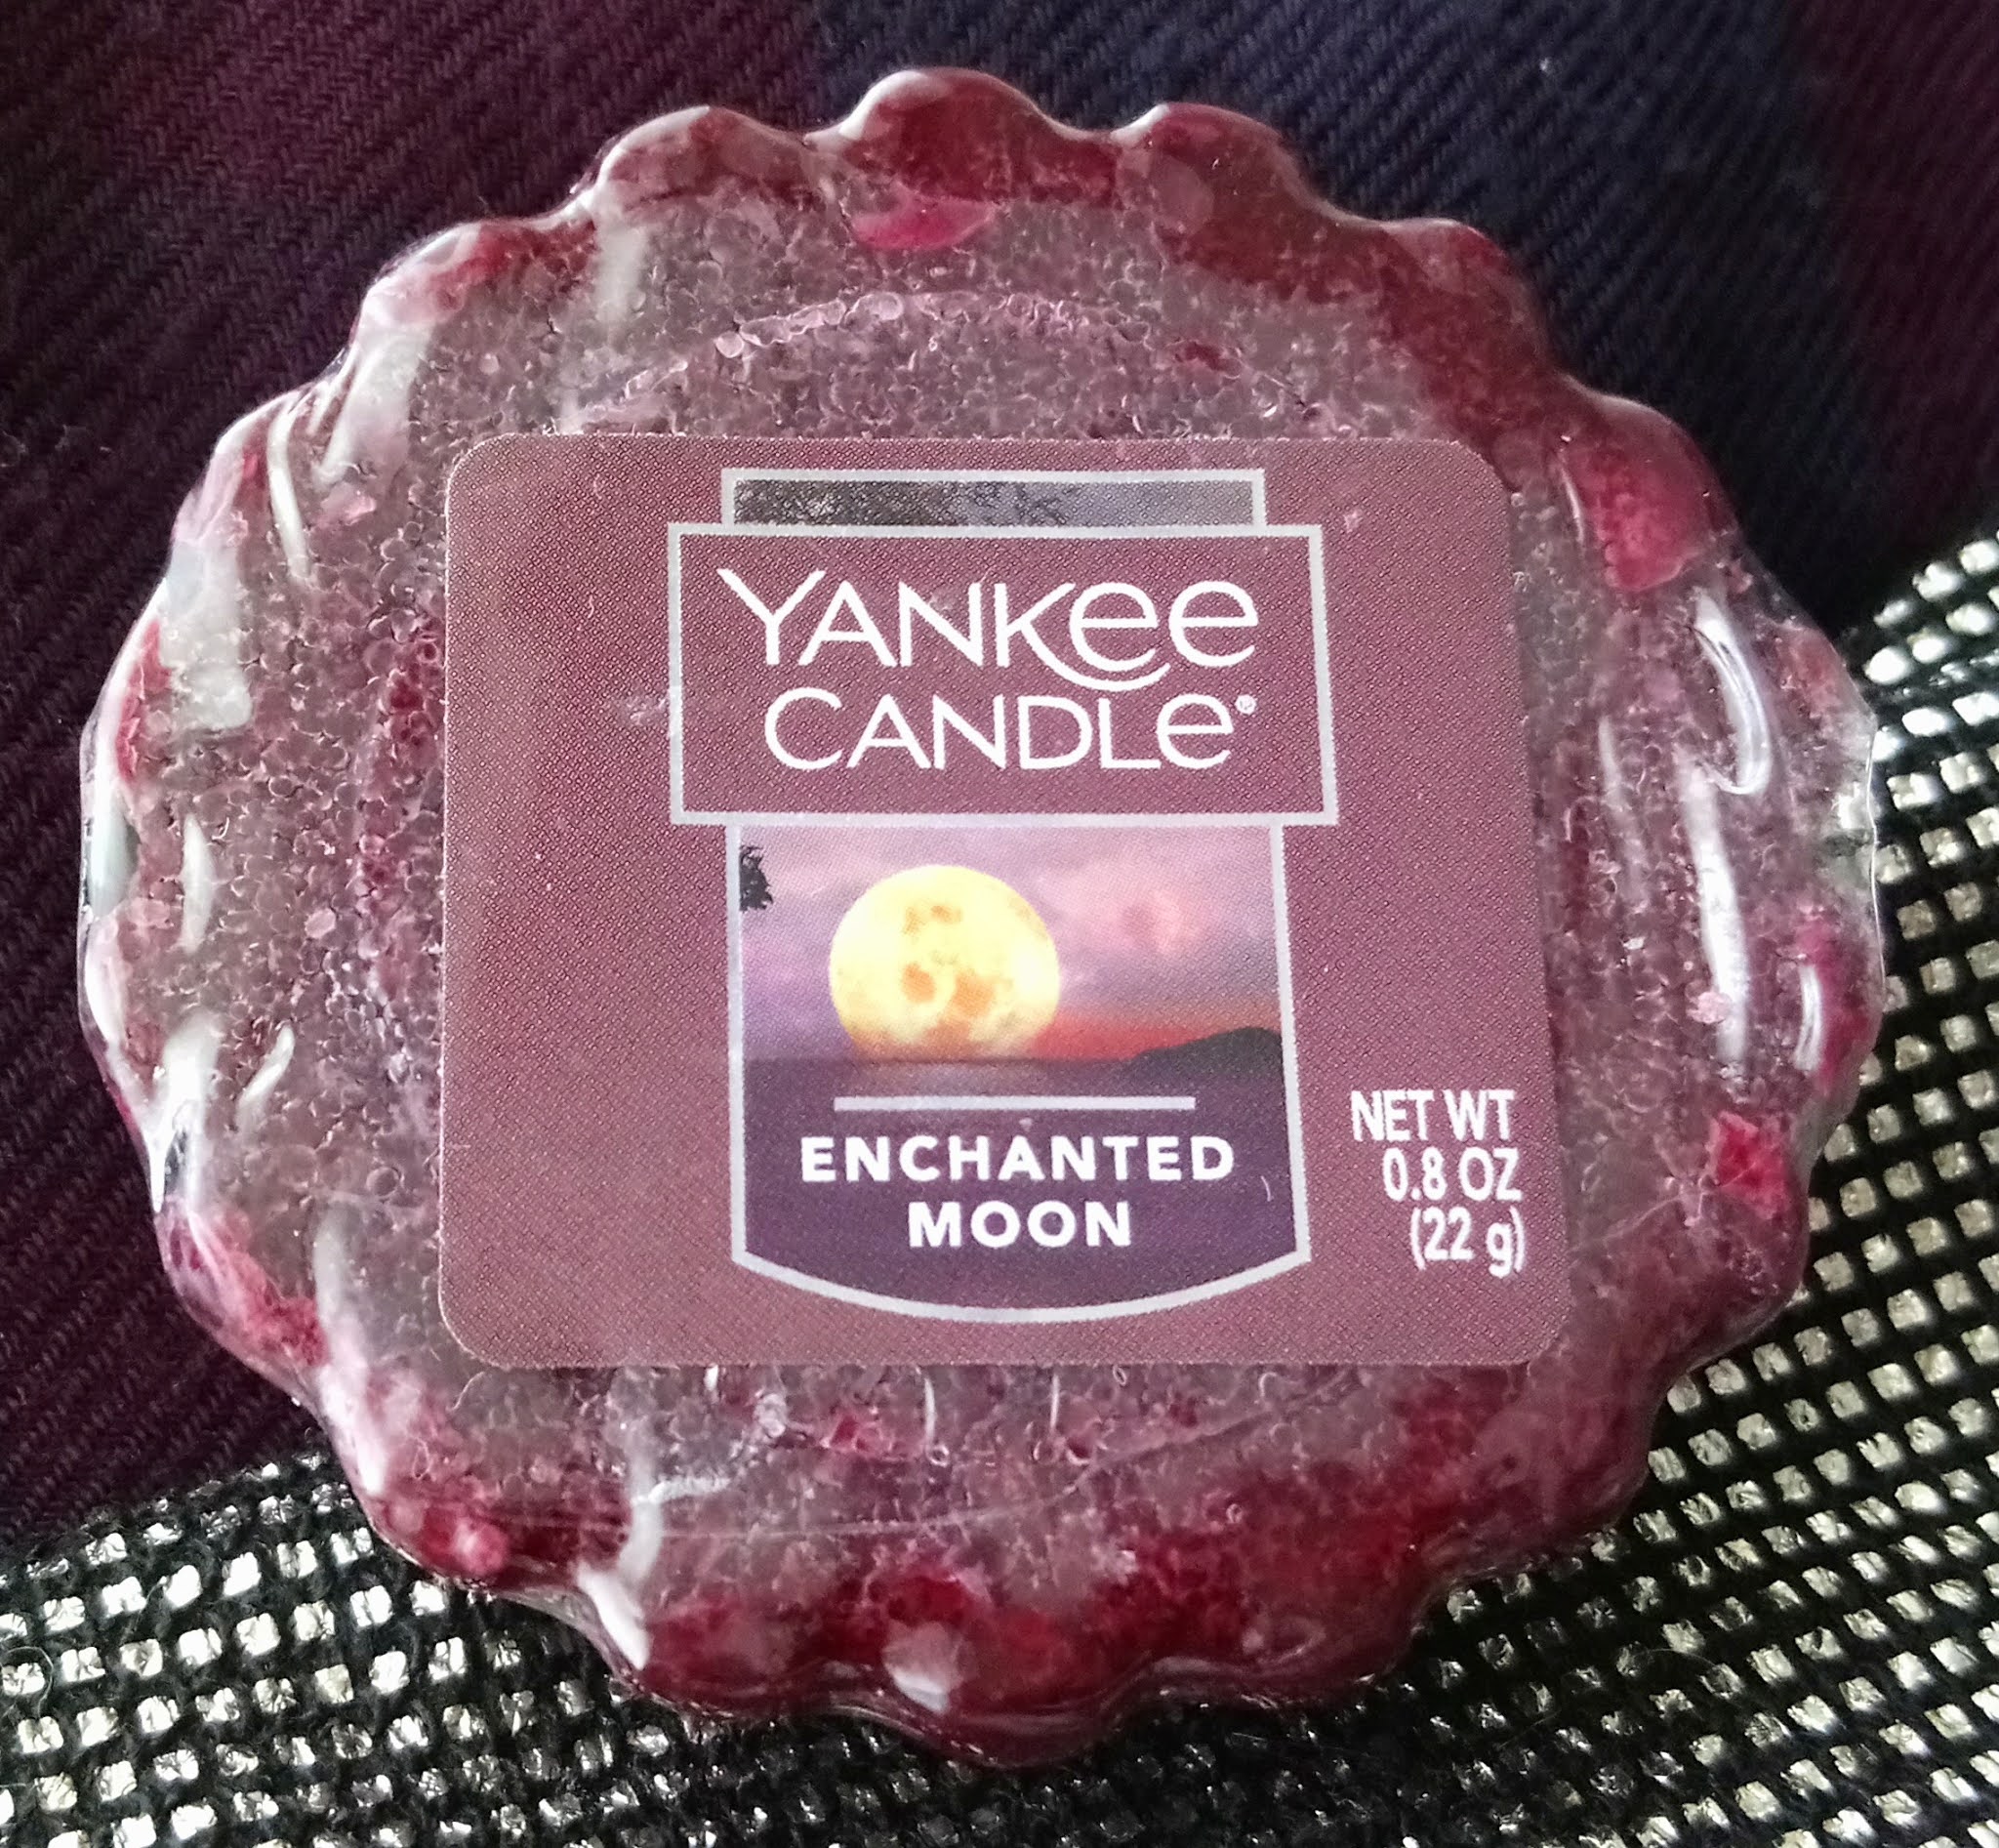 YANKEE
CANDLE®
ENCHANTED
MOON
NET WT
0.8 OZ
(22 g)